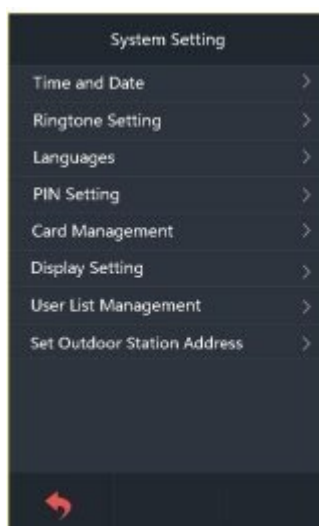 System Setting
Time and Date
Ringtone Setting
Languages
PIN Setting
Card Management
Display Setting
User List Management
Set Outdoor Station Address